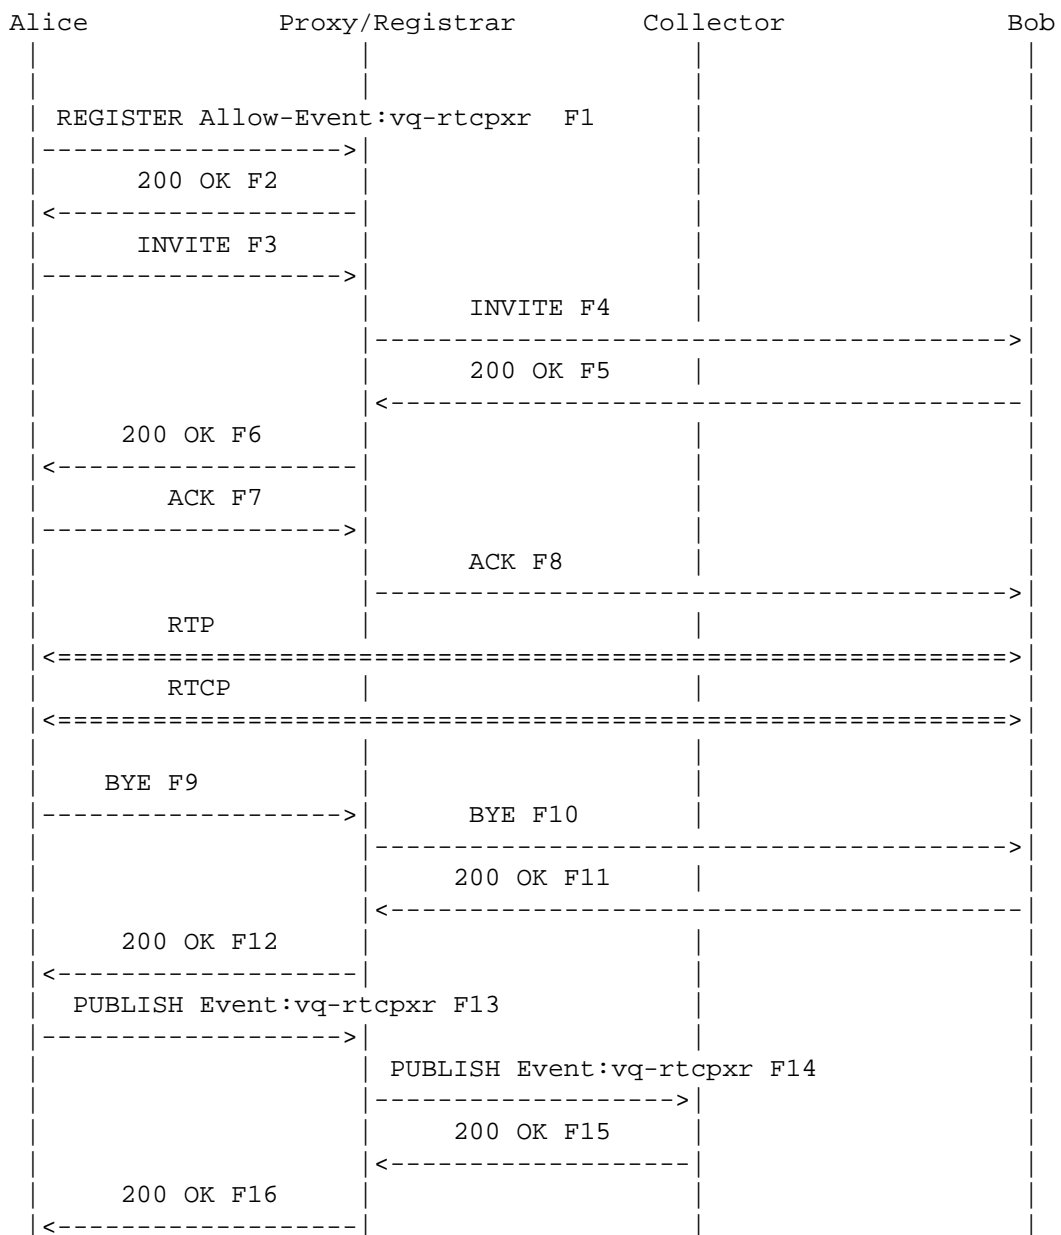 Alice Proxy/Registrar Collector Bob
REGISTER Allow-Event:vq-rtcpxr F1
200 OK F2
INVITE F3
INVITE F4
200 OK F5
200 OK F6
ACK F7
ACK F8
RTP
RTCP
BYE F9
BYE F10
200 OK F11
200 OK F12
PUBLISH Event:vq-rtcpxr F13
PUBLISH Event:vq-rtcpxr F14
200 OK F15
200 OK F16